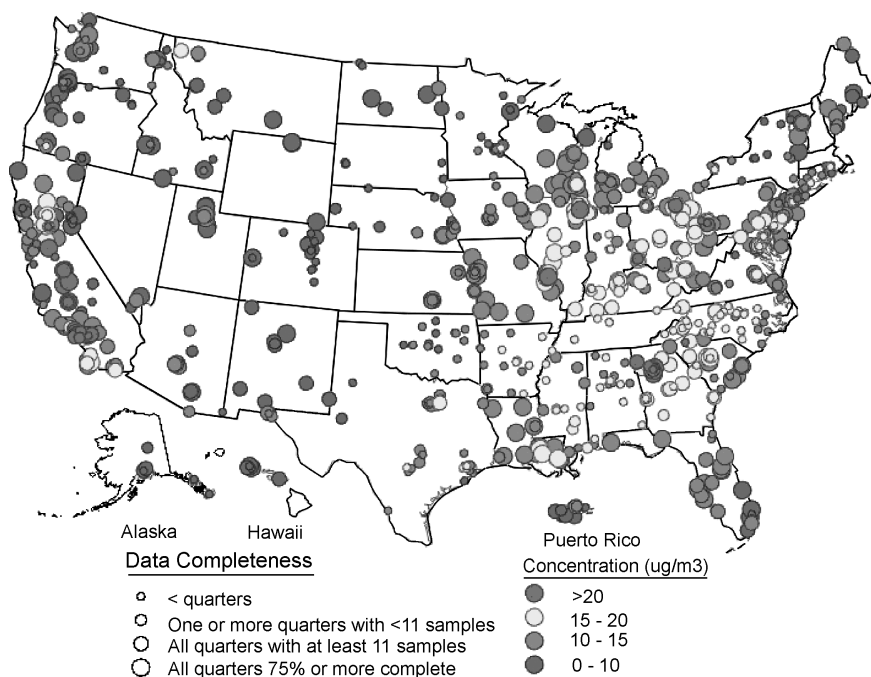 Alaska
Hawaii
Puerto Rico
Data Completeness
< quarters
One or more quarters with <11 samples
All quarters with at least 11 samples
All quarters 75% or more complete
Concentration (ug/m3)
>20
15 - 20
10 - 15
0 - 10